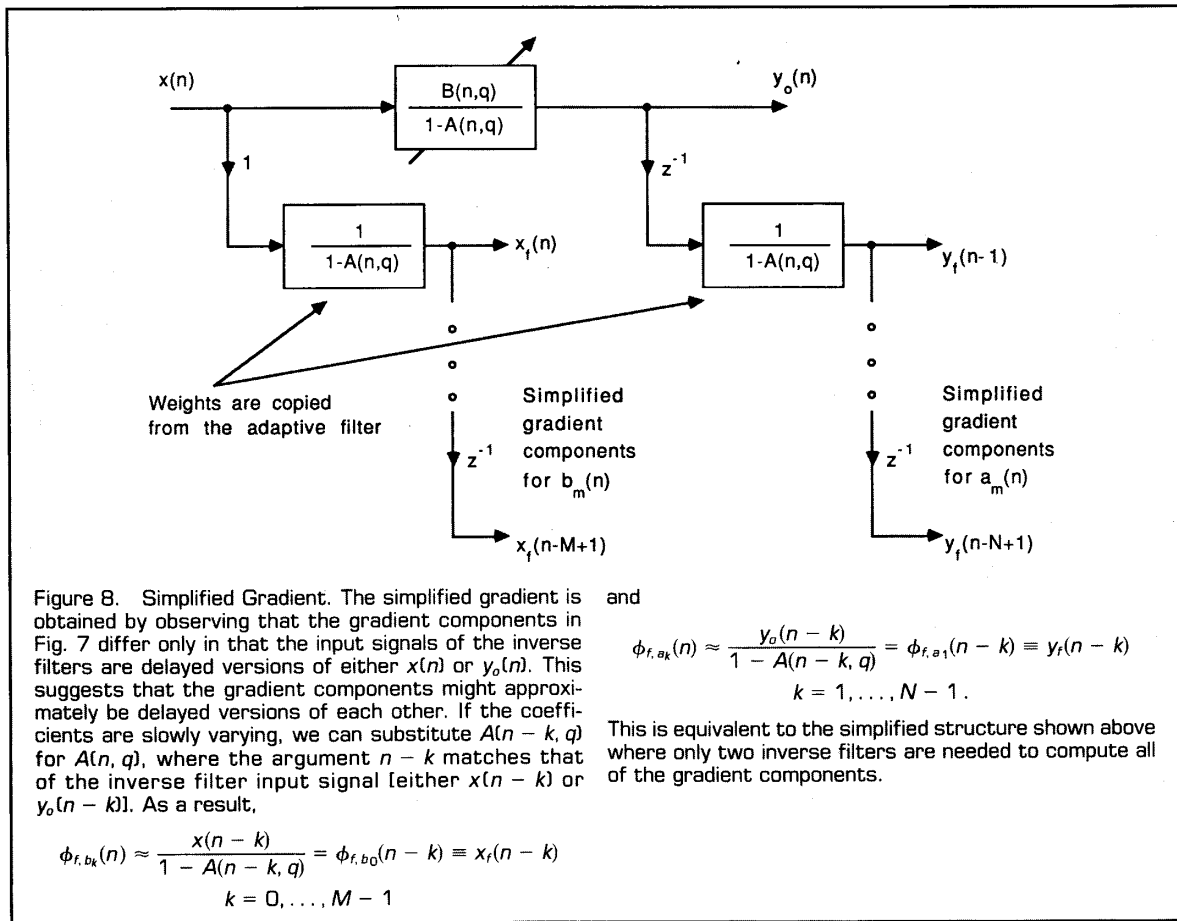 x(n)
B(n,q)
1-A(n,q)
y_o(n)
1
z^-1
1
1-A(n,q)
x_f(n)
1
1-A(n,q)
y_f(n-1)
Weights are copied
from the adaptive filter
Simplified
gradient
components
for b_m(n)
z^-1
x_f(n-M+1)
Simplified
gradient
components
for a_m(n)
z^-1
y_f(n-N+1)
Figure 8. Simplified Gradient. The simplified gradient is
obtained by observing that the gradient components in
Fig. 7 differ only in that the input signals of the inverse
filters are delayed versions of either x(n) or y_o(n). This
suggests that the gradient components might approxi-
mately be delayed versions of each other. If the coeffi-
cients are slowly varying, we can substitute A(n − k, q)
for A(n, q), where the argument n − k matches that
of the inverse filter input signal [either x(n − k) or
y_o(n − k)]. As a result,
ϕ_{f,b_k}(n) ≈ x(n − k) / (1 − A(n − k, q)) = ϕ_{f,b_0}(n − k) ≡ x_f(n − k)
k = 0, . . . , M − 1
and
ϕ_{f,a_k}(n) ≈ y_o(n − k) / (1 − A(n − k, q)) = ϕ_{f,a_1}(n − k) ≡ y_f(n − k)
k = 1, . . . , N − 1 .
This is equivalent to the simplified structure shown above
where only two inverse filters are needed to compute all
of the gradient components.